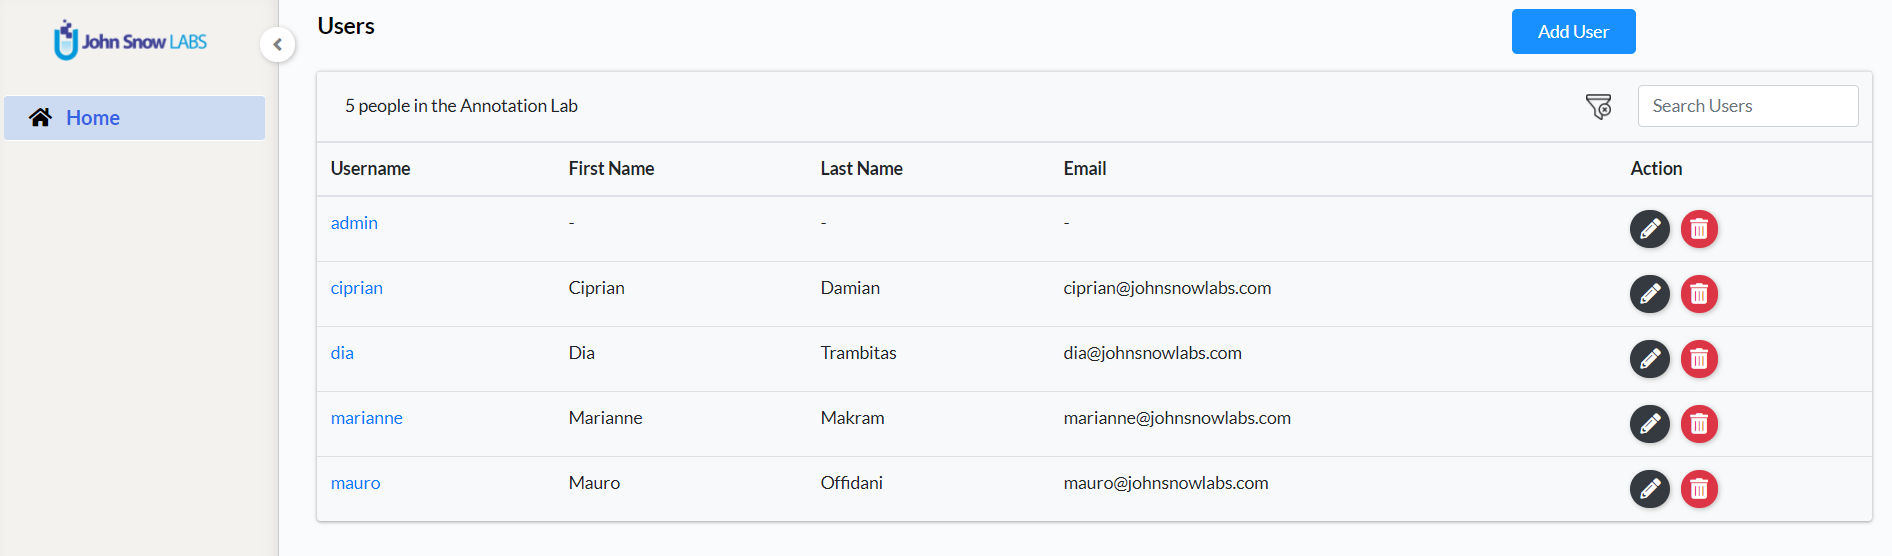 John Snow LABS
Home
Users
Add User
5 people in the Annotation Lab
Search Users
Username First Name Last Name Email Action
admin - - -
ciprian Ciprian Damian ciprian@johnsnowlabs.com
dia Dia Trambitas dia@johnsnowlabs.com
marianne Marianne Makram marianne@johnsnowlabs.com
mauro Mauro Offidani mauro@johnsnowlabs.com